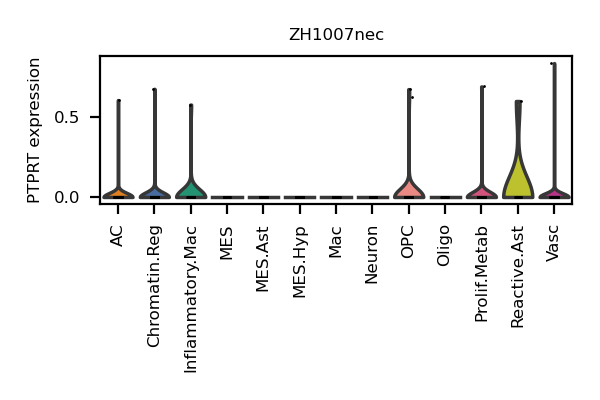 ZH1007nec
PTPRT expression
0.5
0.0
AC
Chromatin.Reg
Inflammatory.Mac
MES
MES.Ast
MES.Hyp
Mac
Neuron
OPC
Oligo
Prolif.Metab
Reactive.Ast
Vasc